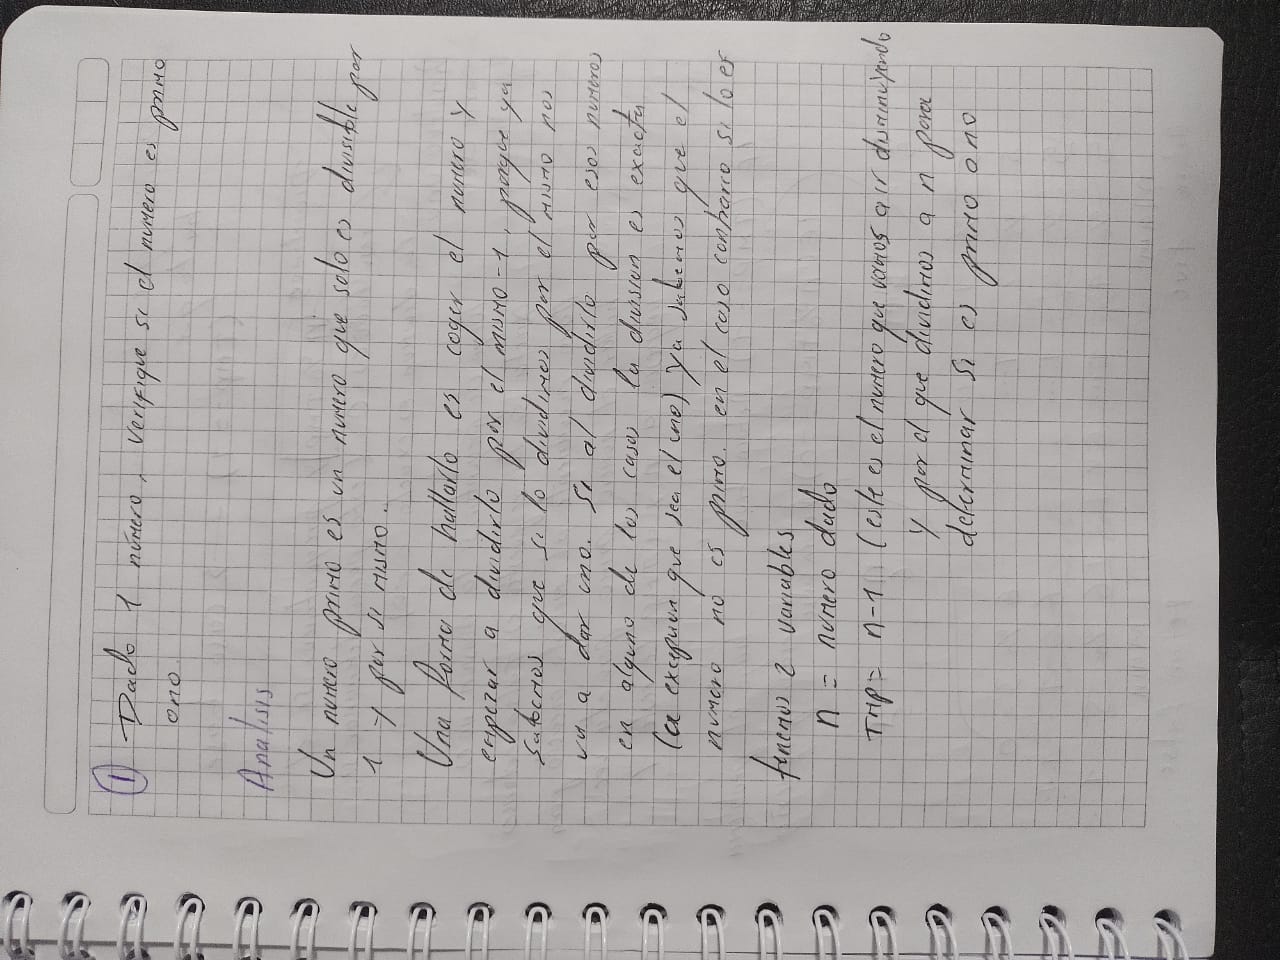 1 Dado 1 número, verifique si el numero es primo
ono.
Analisis
Un numero primo es un numero que solo es divisible por
1 y por si mismo.
Una forma de hallarlo es coger el numero y
empezar a dividirlo por el mismo -1, porque ya
sabemos que si lo dividimos por el mismo nos
va a dar uno. Si al dividirlo por esos numeros
en alguno de los casos la division es exacta
(a excepcion que sea el uno) ya sabemos que el
numero no es primo. en el caso contrario si lo es
tenemos 2 variables
n = numero dado
TMP = n-1 (este es el numero que vamos a ir disminuyendo
y por el que dividimos a n para
determinar si es primo ono